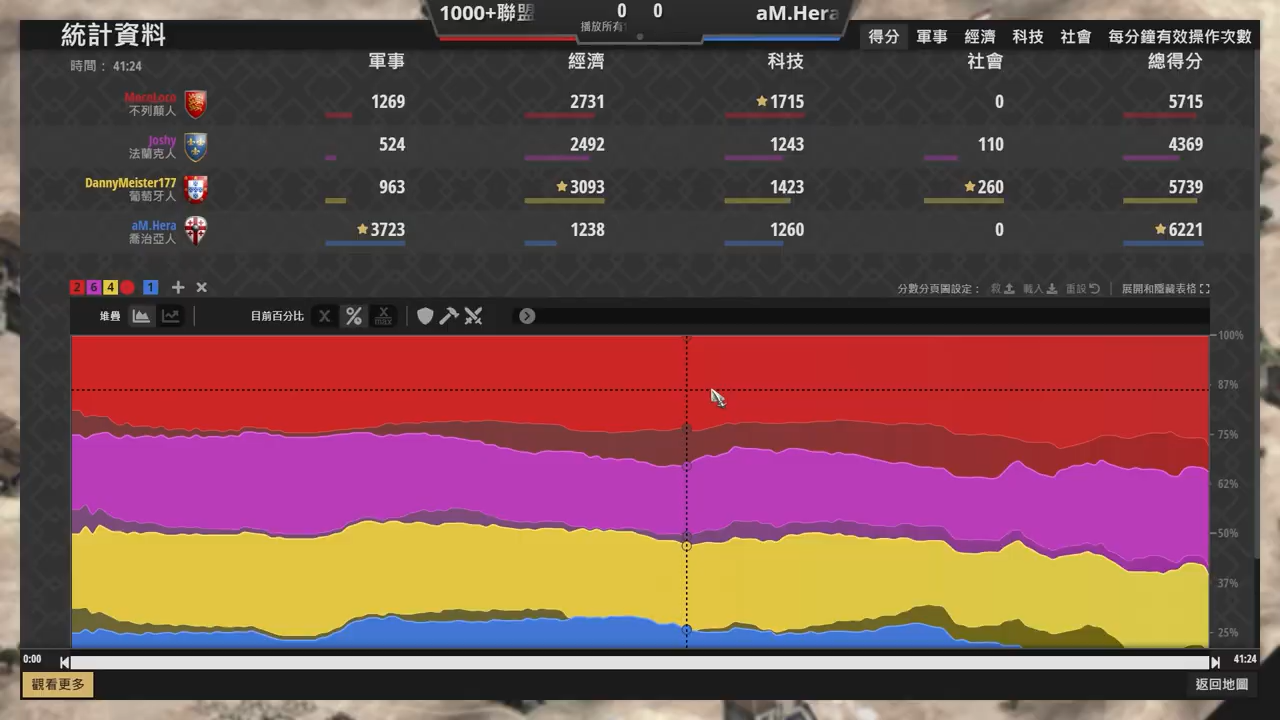 1000+聯盟
0 0
aM.Hera
播放所有
統計資料
得分 軍事 經濟 科技 社會 每分鐘有效操作次數
時間： 41:24
軍事 經濟 科技 社會 總得分
MoreLoco
不列顛人
1269 2731 1715 0 5715
Joshy
法蘭克人
524 2492 1243 110 4369
DannyMeister177
葡萄牙人
963 3093 1423 260 5739
aM.Hera
喬治亞人
3723 1238 1260 0 6221
2 6 4 1
分數分頁圖設定： 載入 重設 展開和隱藏表格
堆疊 目前百分比 X % X max
100%
87%
75%
62%
50%
37%
25%
0:00 41:24
觀看更多 返回地圖